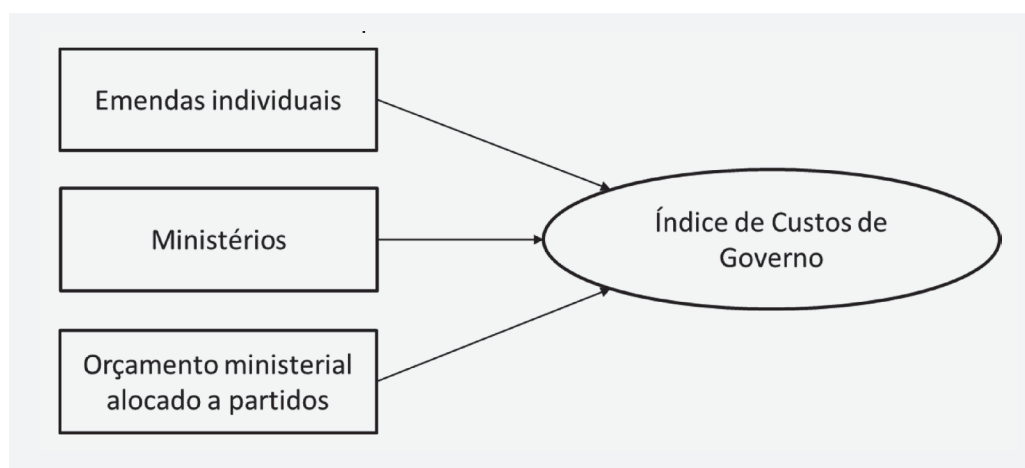 Emendas individuais
Ministérios
Orçamento ministerial
alocado a partidos
Índice de Custos de
Governo